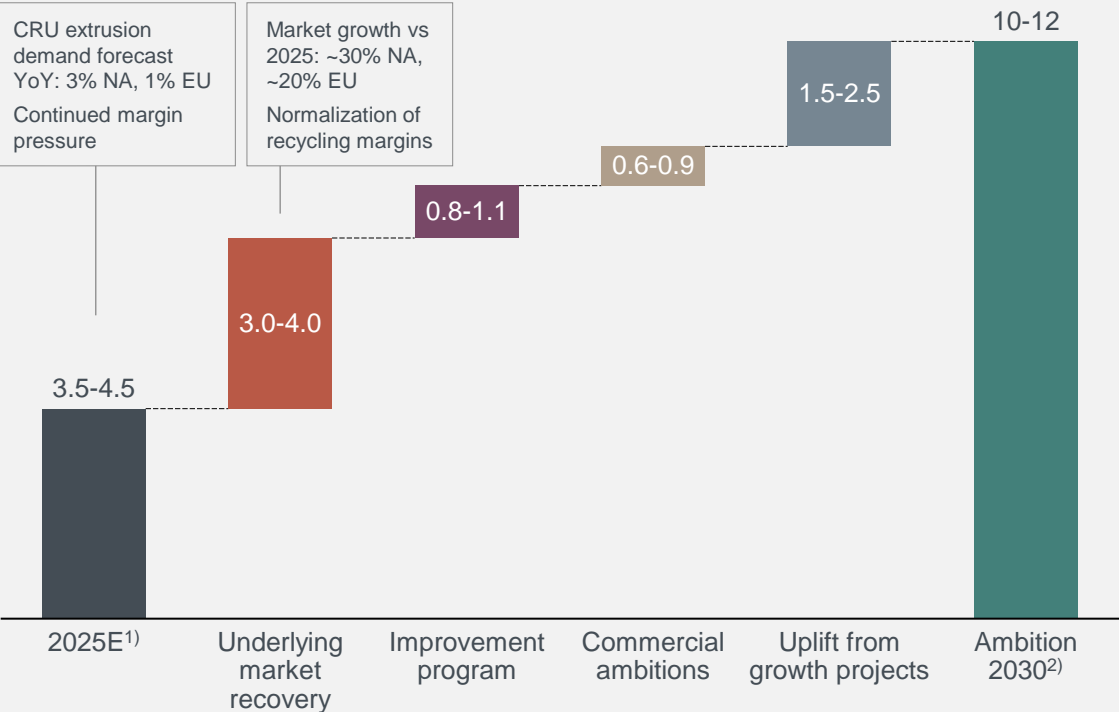 CRU extrusion
demand forecast
YoY: 3% NA, 1% EU
Continued margin
pressure
Market growth vs
2025: ~30% NA,
~20% EU
Normalization of
recycling margins
3.5-4.5
3.0-4.0
0.8-1.1
0.6-0.9
1.5-2.5
10-12
2025E1)
Underlying
market
recovery
Improvement
program
Commercial
ambitions
Uplift from
growth projects
Ambition
20302)